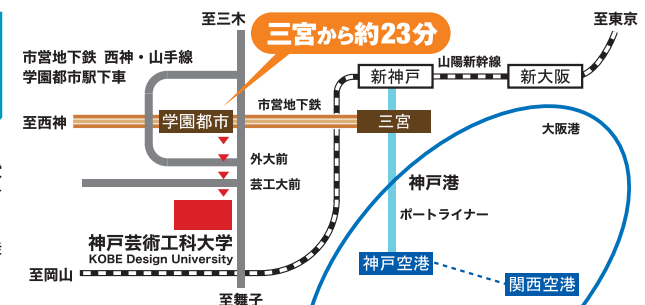 至三木
三宮から約23分
至東京
市営地下鉄 西神・山手線
学園都市駅下車
山陽新幹線
新神戸
新大阪
市営地下鉄
至西神
学園都市
三宮
大阪港
外大前
芸工大前
神戸港
ポートライナー
神戸芸術工科大学
KOBE Design University
神戸空港
至岡山
関西空港
至舞子